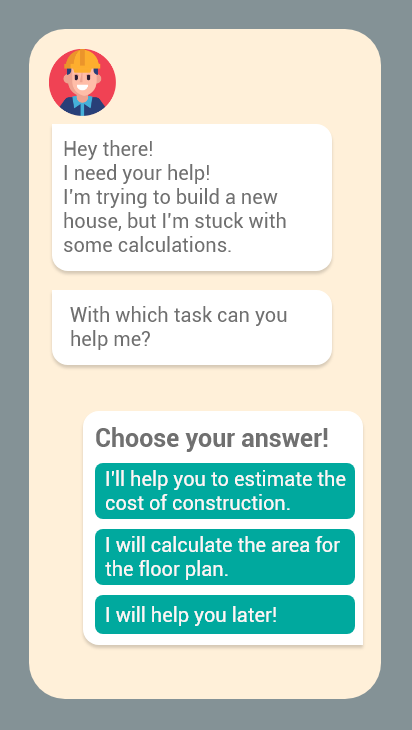 Hey there!
I need your help!
I'm trying to build a new
house, but I'm stuck with
some calculations.
With which task can you
help me?
Choose your answer!
I'll help you to estimate the
cost of construction.
I will calculate the area for
the floor plan.
I will help you later!